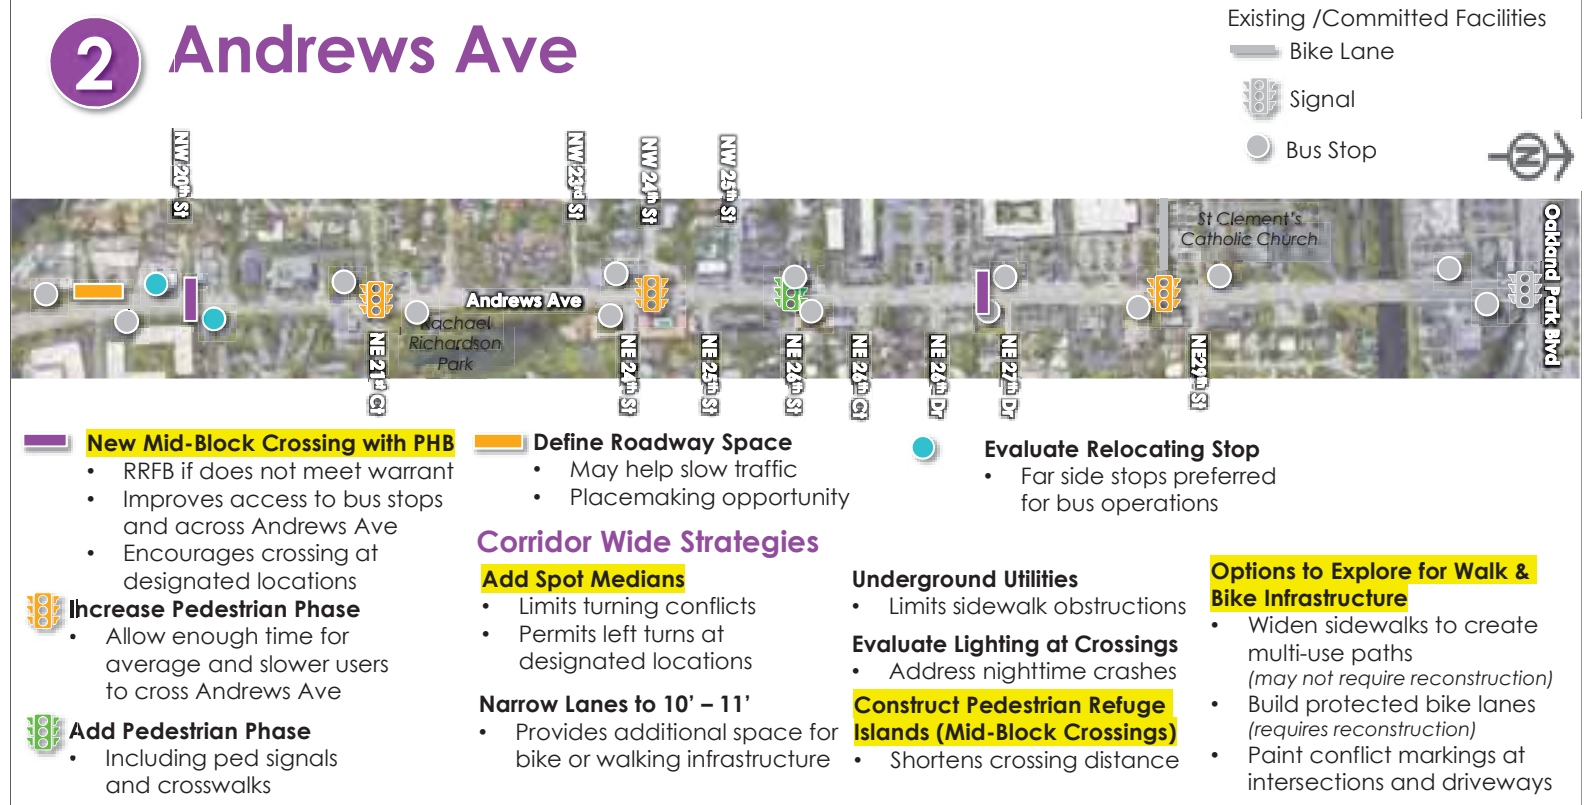 2 Andrews Ave
Existing /Committed Facilities
Bike Lane
Signal
Bus Stop
N
NW 20th St
NW 23rd St
NW 24th St
NW 25th St
St Clement's
Catholic Church
Oakland Park Blvd
Andrews Ave
Rachael
Richardson
Park
NE 21st Ct
NE 24th St
NE 25th St
NE 26th St
NE 26th Ct
NE 26th Dr
NE 27th Dr
NE 29th St
New Mid-Block Crossing with PHB
• RRFB if does not meet warrant
• Improves access to bus stops
and across Andrews Ave
• Encourages crossing at
designated locations
Increase Pedestrian Phase
• Allow enough time for
average and slower users
to cross Andrews Ave
Add Pedestrian Phase
• Including ped signals
and crosswalks
Define Roadway Space
• May help slow traffic
• Placemaking opportunity
Evaluate Relocating Stop
• Far side stops preferred
for bus operations
Corridor Wide Strategies
Add Spot Medians
• Limits turning conflicts
• Permits left turns at
designated locations
Narrow Lanes to 10' – 11'
• Provides additional space for
bike or walking infrastructure
Underground Utilities
• Limits sidewalk obstructions
Evaluate Lighting at Crossings
• Address nighttime crashes
Construct Pedestrian Refuge
Islands (Mid-Block Crossings)
• Shortens crossing distance
Options to Explore for Walk &
Bike Infrastructure
• Widen sidewalks to create
multi-use paths
(may not require reconstruction)
• Build protected bike lanes
(requires reconstruction)
• Paint conflict markings at
intersections and driveways